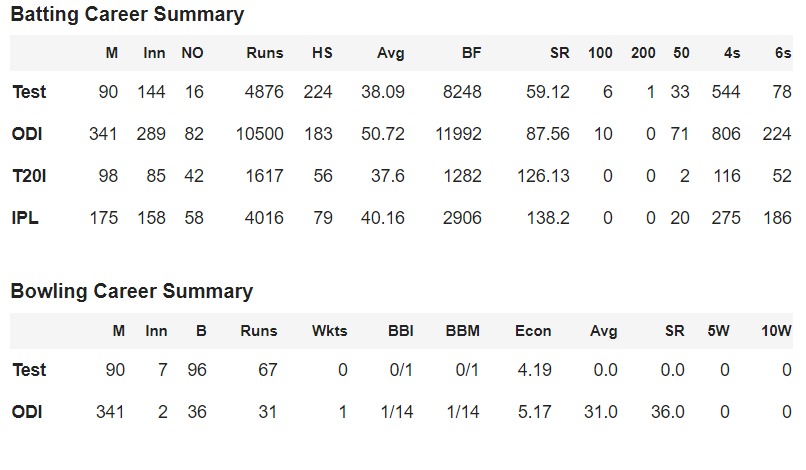 Batting Career Summary
M Inn NO Runs HS Avg BF SR 100 200 50 4s 6s
Test 90 144 16 4876 224 38.09 8248 59.12 6 1 33 544 78
ODI 341 289 82 10500 183 50.72 11992 87.56 10 0 71 806 224
T20I 98 85 42 1617 56 37.6 1282 126.13 0 0 2 116 52
IPL 175 158 58 4016 79 40.16 2906 138.2 0 0 20 275 186
Bowling Career Summary
M Inn B Runs Wkts BBI BBM Econ Avg SR 5W 10W
Test 90 7 96 67 0 0/1 0/1 4.19 0.0 0.0 0 0
ODI 341 2 36 31 1 1/14 1/14 5.17 31.0 36.0 0 0